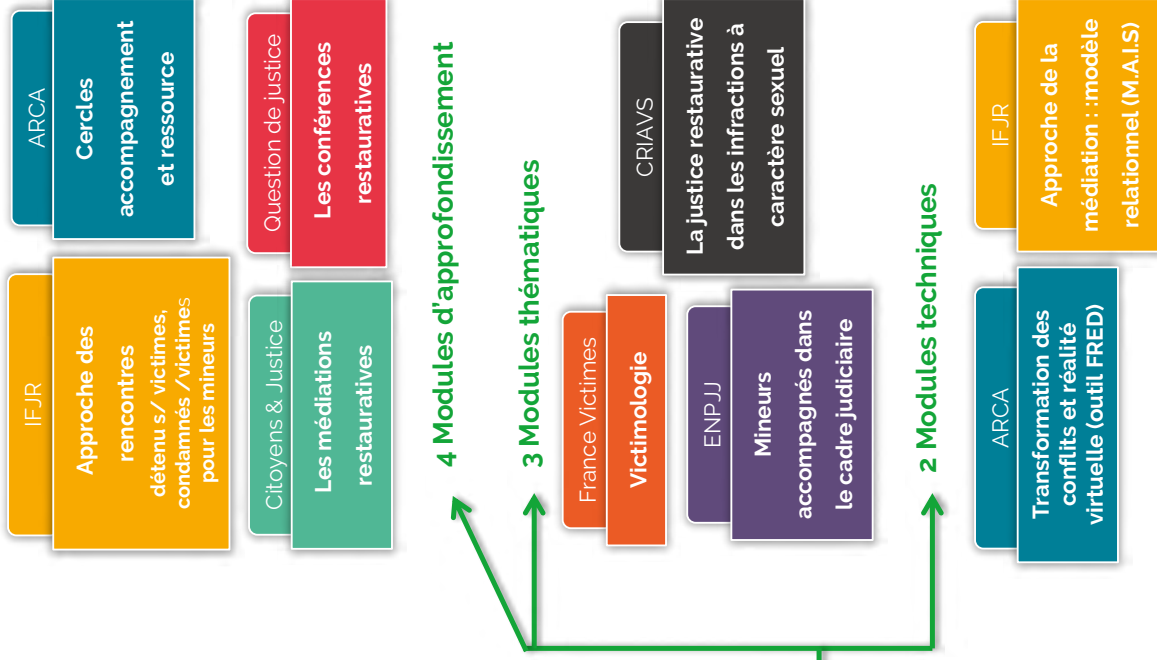 IFJR
Approche des
rencontres
détenu s/ victimes,
condamnés /victimes
pour les mineurs
ARCA
Cercles
accompagnement
et ressource
Citoyens & Justice
Les médiations
restauratives
Question de justice
Les conférences
restauratives
4 Modules d'approfondissement
3 Modules thématiques
France Victimes
Victimologie
CRIAVS
La justice restaurative
dans les infractions à
caractère sexuel
ENPJJ
Mineurs
accompagnés dans
le cadre judiciaire
2 Modules techniques
ARCA
Transformation des
conflits et réalité
virtuelle (outil FRED)
IFJR
Approche de la
médiation : :modèle
relationnel (M.A.I.S)